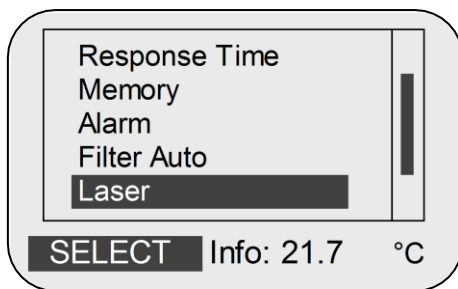 Response Time
Memory
Alarm
Filter Auto
Laser
SELECT Info: 21.7 °C